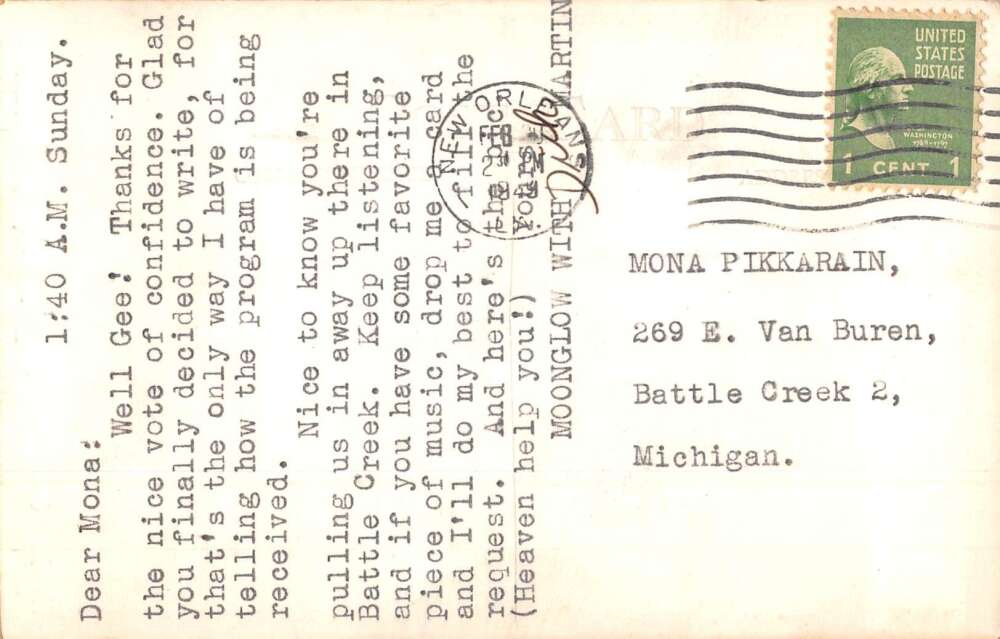 1:40 A.M. Sunday.
Dear Mona:
Well Gee! Thanks for
the nice vote of confidence. Glad
you finally decided to write, for
that's the only way I have of
telling how the program is being
received.
Nice to know you're
pulling us in away up there in
Battle Creek. Keep listening,
and if you have some favorite
piece of music, drop me a card
and I'll do my best to fill the
request. And here's the pic
(Heaven help you!) yours,
MOONGLOW WITH MARTIN
NEW ORLEANS
FEB
PM
UNITED
STATES
POSTAGE
WASHINGTON
1 CENT 1
CARD
MONA PIKKARAIN,
269 E. Van Buren,
Battle Creek 2,
Michigan.